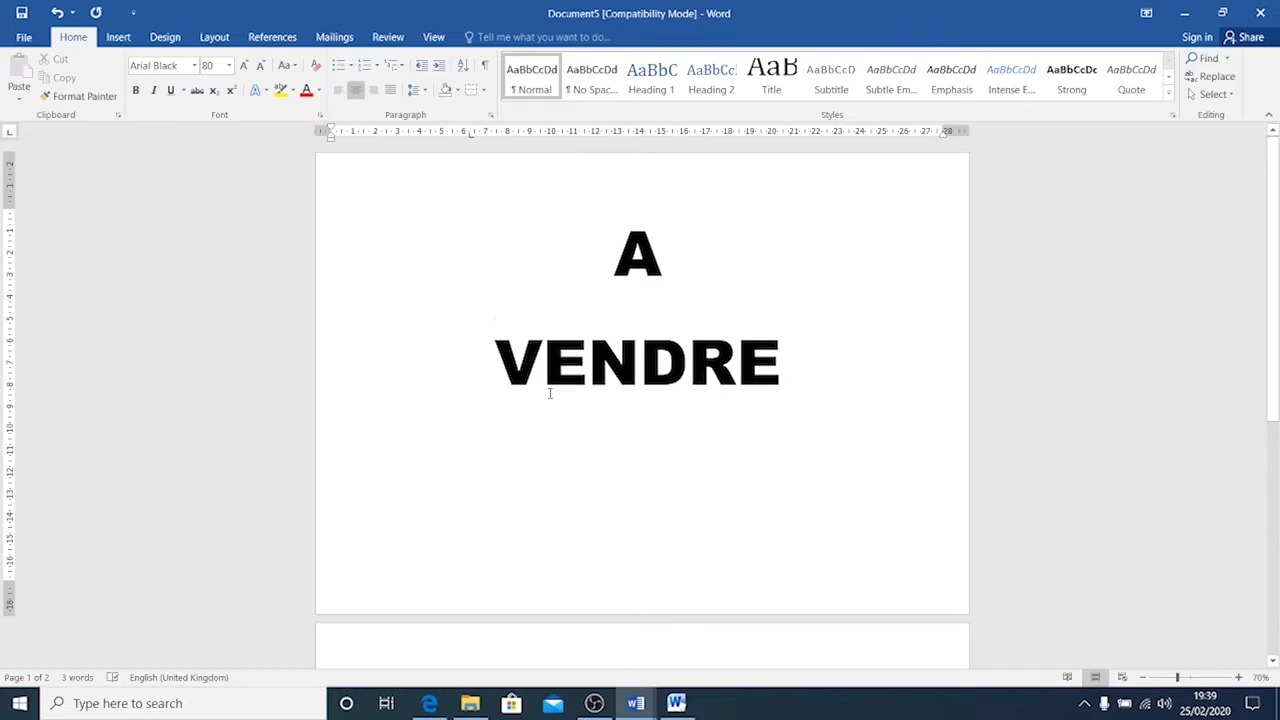 Document5 [Compatibility Mode] - Word
File Home Insert Design Layout References Mailings Review View Tell me what you want to do... Sign in Share
Paste
Cut
Copy
Format Painter
Clipboard
Arial Black 80
Font
Paragraph
AaBbCcDd AaBbCcDd AaBbC AaBbCc AaB AaBbCcD AaBbCcDd AaBbCcDd AaBbCcDd AaBbCcDc AaBbCcDd
¶ Normal ¶ No Spac... Heading 1 Heading 2 Title Subtitle Subtle Em... Emphasis Intense E... Strong Quote
Styles
Find
Replace
Select
Editing
A
VENDRE
Page 1 of 2 3 words English (United Kingdom) 70%
Type here to search
19:39
25/02/2020